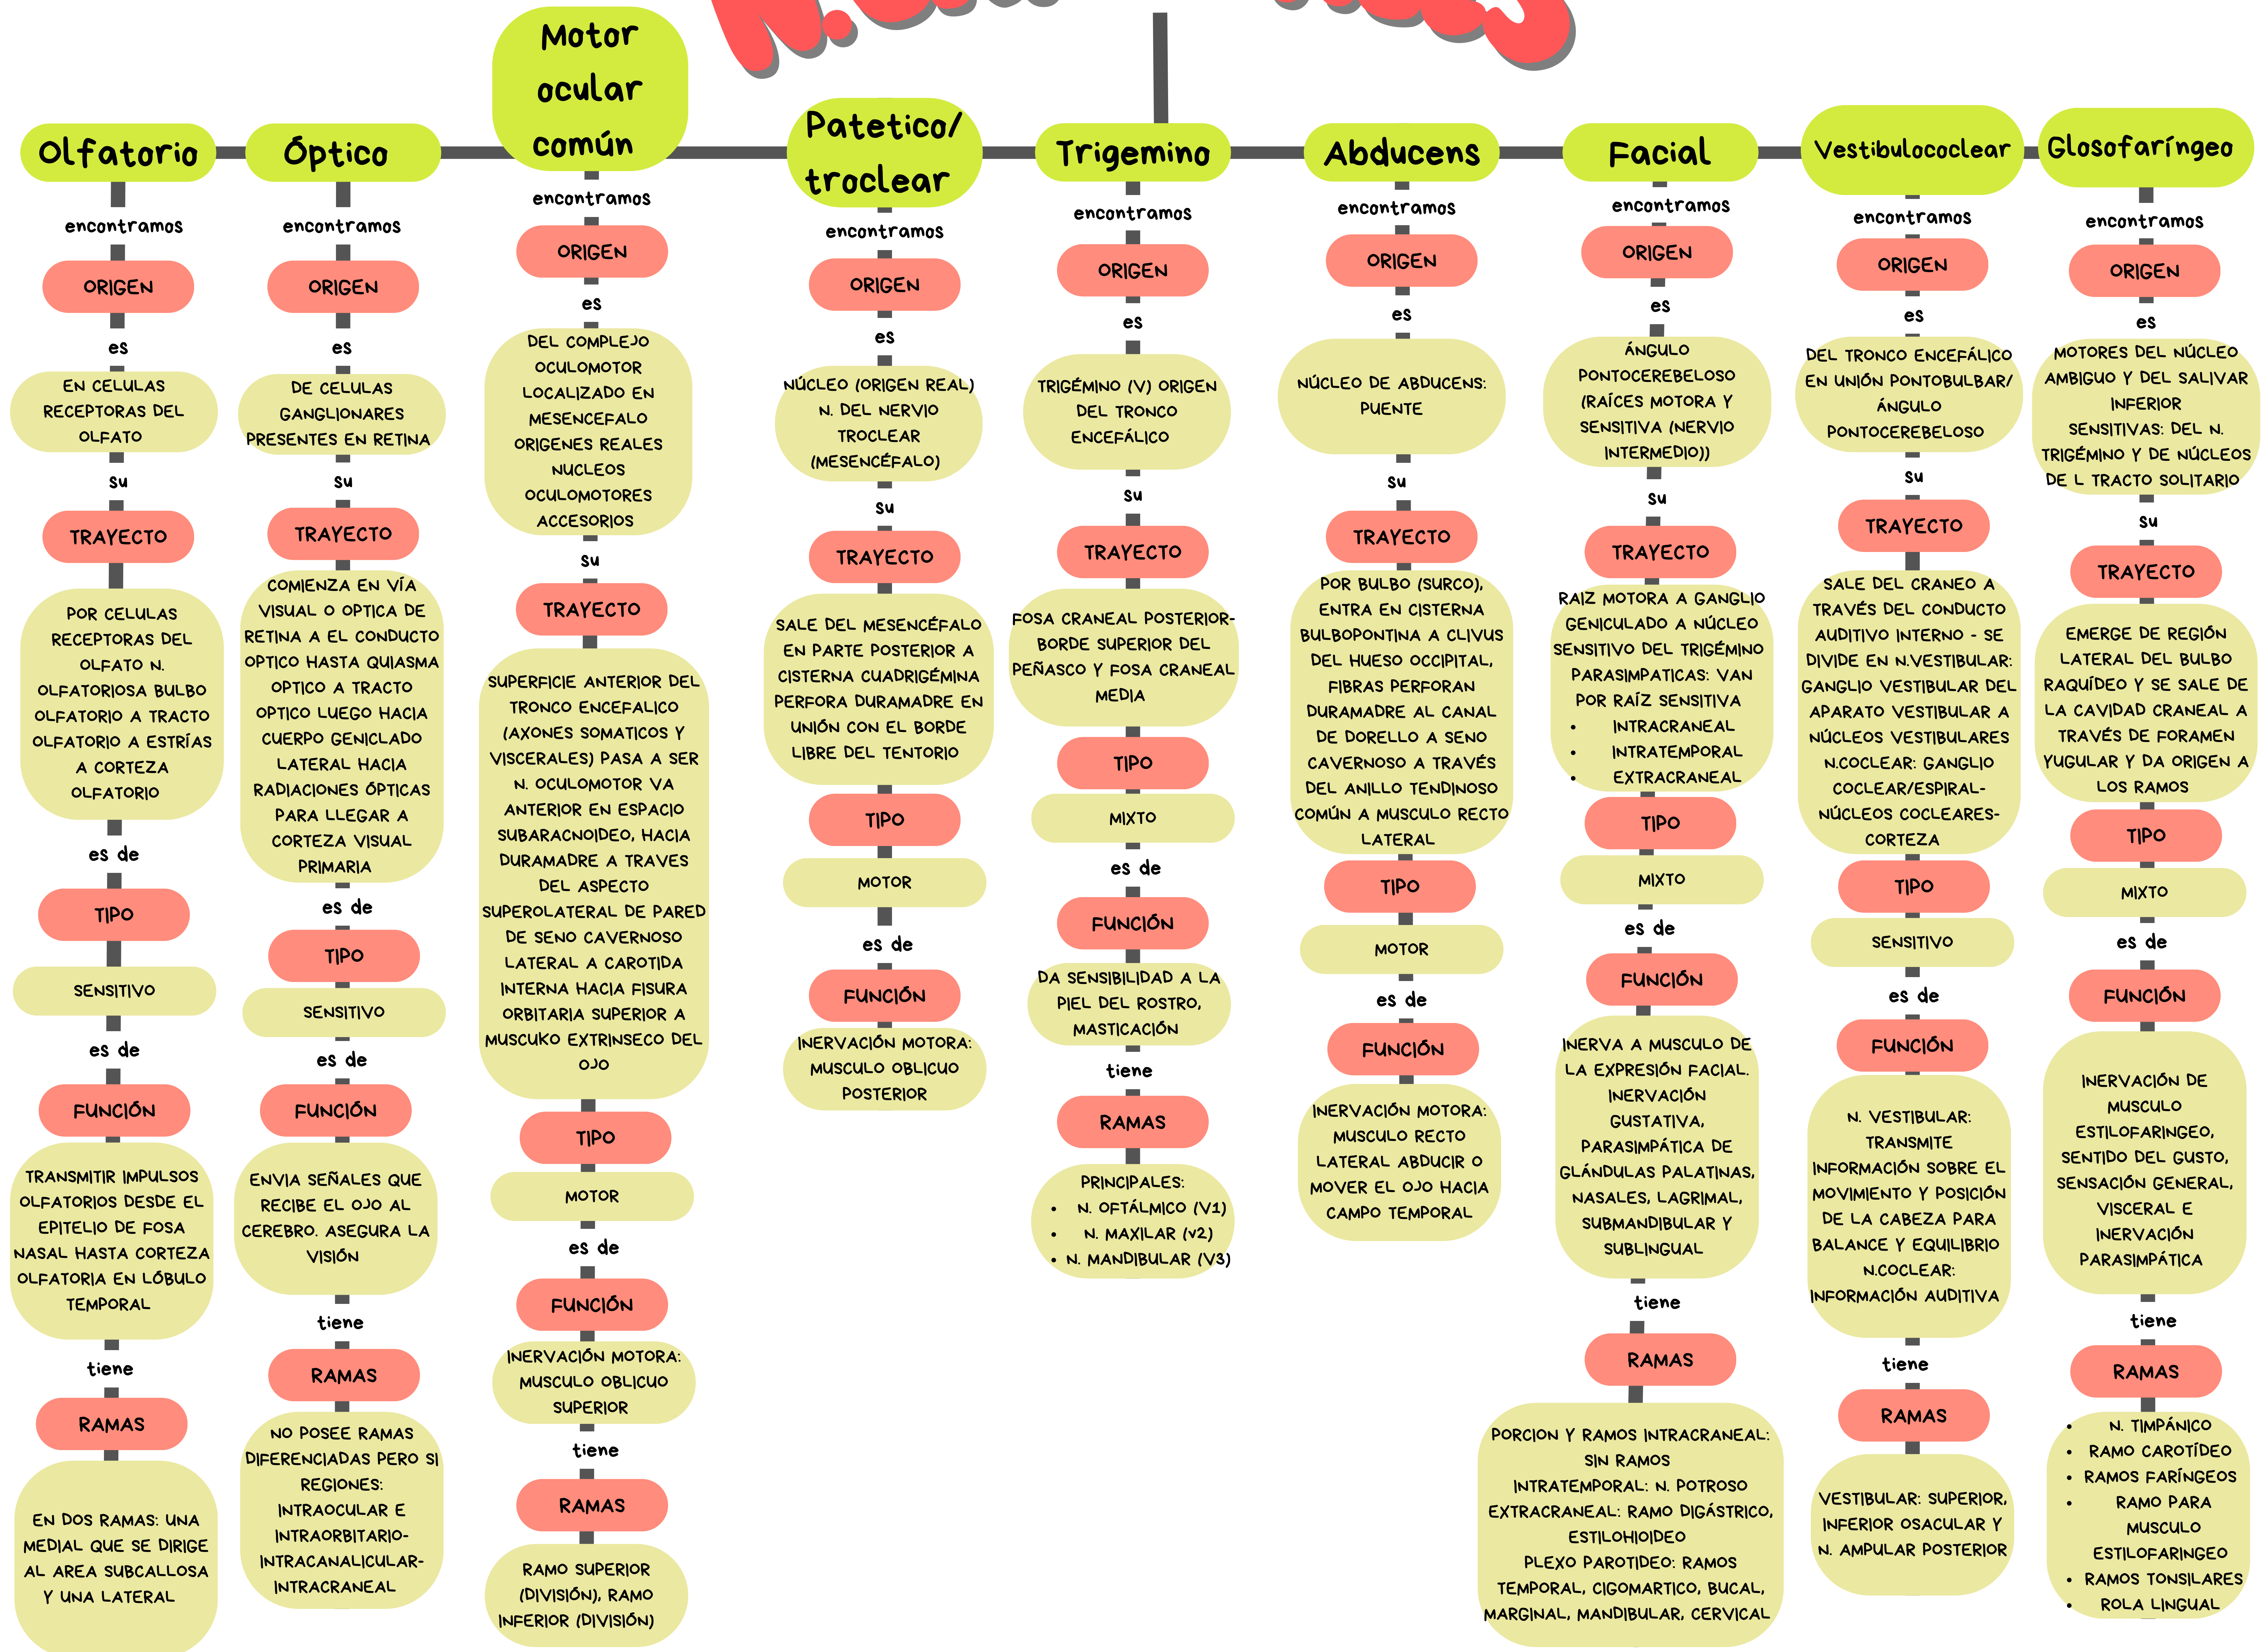 Olfatorio
encontramos
ORIGEN
es
EN CELULAS
RECEPTORAS DEL
OLFATO
su
TRAYECTO
POR CELULAS
RECEPTORAS DEL
OLFATO N.
OLFATORIOSA BULBO
OLFATORIO A TRACTO
OLFATORIO A ESTRÍAS
A CORTEZA
OLFATORIO
es de
TIPO
SENSITIVO
es de
FUNCIÓN
TRANSMITIR IMPULSOS
OLFATORIOS DESDE EL
EPITELIO DE FOSA
NASAL HASTA CORTEZA
OLFATORIA EN LÓBULO
TEMPORAL
tiene
RAMAS
EN DOS RAMAS: UNA
MEDIAL QUE SE DIRIGE
AL AREA SUBCALLOSA
Y UNA LATERAL
Óptico
encontramos
ORIGEN
es
DE CELULAS
GANGLIONARES
PRESENTES EN RETINA
su
TRAYECTO
COMIENZA EN VÍA
VISUAL O OPTICA DE
RETINA A EL CONDUCTO
OPTICO HASTA QUIASMA
OPTICO A TRACTO
OPTICO LUEGO HACIA
CUERPO GENICLADO
LATERAL HACIA
RADIACIONES ÓPTICAS
PARA LLEGAR A
CORTEZA VISUAL
PRIMARIA
es de
TIPO
SENSITIVO
es de
FUNCIÓN
ENVIA SEÑALES QUE
RECIBE EL OJO AL
CEREBRO. ASEGURA LA
VISIÓN
tiene
RAMAS
NO POSEE RAMAS
DIFERENCIADAS PERO SI
REGIONES:
INTRAOCULAR E
INTRAORBITARIO-
INTRACANALICULAR-
INTRACRANEAL
Motor
ocular
común
encontramos
ORIGEN
es
DEL COMPLEJO
OCULOMOTOR
LOCALIZADO EN
MESENCEFALO
ORIGENES REALES
NUCLEOS
OCULOMOTORES
ACCESORIOS
su
TRAYECTO
SUPERFICIE ANTERIOR DEL
TRONCO ENCEFALICO
(AXONES SOMATICOS Y
VISCERALES) PASA A SER
N. OCULOMOTOR VA
ANTERIOR EN ESPACIO
SUBARACNOIDEO, HACIA
DURAMADRE A TRAVES
DEL ASPECTO
SUPEROLATERAL DE PARED
DE SENO CAVERNOSO
LATERAL A CAROTIDA
INTERNA HACIA FISURA
ORBITARIA SUPERIOR A
MUSCUKO EXTRINSECO DEL
OJO
TIPO
MOTOR
es de
FUNCIÓN
INERVACIÓN MOTORA:
MUSCULO OBLICUO
SUPERIOR
tiene
RAMAS
RAMO SUPERIOR
(DIVISIÓN), RAMO
INFERIOR (DIVISIÓN)
Patetico/
troclear
encontramos
ORIGEN
es
NÚCLEO (ORIGEN REAL)
N. DEL NERVIO
TROCLEAR
(MESENCÉFALO)
su
TRAYECTO
SALE DEL MESENCÉFALO
EN PARTE POSTERIOR A
CISTERNA CUADRIGÉMINA
PERFORA DURAMADRE EN
UNIÓN CON EL BORDE
LIBRE DEL TENTORIO
TIPO
MOTOR
es de
FUNCIÓN
INERVACIÓN MOTORA:
MUSCULO OBLICUO
POSTERIOR
Trigemino
encontramos
ORIGEN
es
TRIGÉMINO (V) ORIGEN
DEL TRONCO
ENCEFÁLICO
su
TRAYECTO
FOSA CRANEAL POSTERIOR-
BORDE SUPERIOR DEL
PEÑASCO Y FOSA CRANEAL
MEDIA
TIPO
MIXTO
es de
FUNCIÓN
DA SENSIBILIDAD A LA
PIEL DEL ROSTRO,
MASTICACIÓN
tiene
RAMAS
PRINCIPALES:
• N. OFTÁLMICO (V1)
• N. MAXILAR (v2)
• N. MANDIBULAR (V3)
Abducens
encontramos
ORIGEN
es
NÚCLEO DE ABDUCENS:
PUENTE
su
TRAYECTO
POR BULBO (SURCO),
ENTRA EN CISTERNA
BULBOPONTINA A CLIVUS
DEL HUESO OCCIPITAL,
FIBRAS PERFORAN
DURAMADRE AL CANAL
DE DORELLO A SENO
CAVERNOSO A TRAVÉS
DEL ANILLO TENDINOSO
COMÚN A MUSCULO RECTO
LATERAL
TIPO
MOTOR
es de
FUNCIÓN
INERVACIÓN MOTORA:
MUSCULO RECTO
LATERAL ABDUCIR O
MOVER EL OJO HACIA
CAMPO TEMPORAL
Facial
encontramos
ORIGEN
es
ÁNGULO
PONTOCEREBELOSO
(RAÍCES MOTORA Y
SENSITIVA (NERVIO
INTERMEDIO))
su
TRAYECTO
RAIZ MOTORA A GANGLIO
GENICULADO A NÚCLEO
SENSITIVO DEL TRIGÉMINO
PARASIMPATICAS: VAN
POR RAÍZ SENSITIVA
• INTRACRANEAL
• INTRATEMPORAL
• EXTRACRANEAL
TIPO
MIXTO
es de
FUNCIÓN
INERVA A MUSCULO DE
LA EXPRESIÓN FACIAL.
INERVACIÓN
GUSTATIVA,
PARASIMPÁTICA DE
GLÁNDULAS PALATINAS,
NASALES, LAGRIMAL,
SUBMANDIBULAR Y
SUBLINGUAL
tiene
RAMAS
PORCION Y RAMOS INTRACRANEAL:
SIN RAMOS
INTRATEMPORAL: N. POTROSO
EXTRACRANEAL: RAMO DIGÁSTRICO,
ESTILOHIOIDEO
PLEXO PAROTIDEO: RAMOS
TEMPORAL, CIGOMARTICO, BUCAL,
MARGINAL, MANDIBULAR, CERVICAL
Vestibulococlear
encontramos
ORIGEN
es
DEL TRONCO ENCEFÁLICO
EN UNIÓN PONTOBULBAR/
ÁNGULO
PONTOCEREBELOSO
su
TRAYECTO
SALE DEL CRANEO A
TRAVÉS DEL CONDUCTO
AUDITIVO INTERNO - SE
DIVIDE EN N.VESTIBULAR:
GANGLIO VESTIBULAR DEL
APARATO VESTIBULAR A
NÚCLEOS VESTIBULARES
N.COCLEAR: GANGLIO
COCLEAR/ESPIRAL-
NÚCLEOS COCLEARES-
CORTEZA
TIPO
SENSITIVO
es de
FUNCIÓN
N. VESTIBULAR:
TRANSMITE
INFORMACIÓN SOBRE EL
MOVIMIENTO Y POSICIÓN
DE LA CABEZA PARA
BALANCE Y EQUILIBRIO
N.COCLEAR:
INFORMACIÓN AUDITIVA
tiene
RAMAS
VESTIBULAR: SUPERIOR,
INFERIOR OSACULAR Y
N. AMPULAR POSTERIOR
Glosofaríngeo
encontramos
ORIGEN
es
MOTORES DEL NÚCLEO
AMBIGUO Y DEL SALIVAR
INFERIOR
SENSITIVAS: DEL N.
TRIGÉMINO Y DE NÚCLEOS
DE L TRACTO SOLITARIO
su
TRAYECTO
EMERGE DE REGIÓN
LATERAL DEL BULBO
RAQUÍDEO Y SE SALE DE
LA CAVIDAD CRANEAL A
TRAVÉS DE FORAMEN
YUGULAR Y DA ORIGEN A
LOS RAMOS
TIPO
MIXTO
es de
FUNCIÓN
INERVACIÓN DE
MUSCULO
ESTILOFARINGEO,
SENTIDO DEL GUSTO,
SENSACIÓN GENERAL,
VISCERAL E
INERVACIÓN
PARASIMPÁTICA
tiene
RAMAS
• N. TIMPÁNICO
• RAMO CAROTÍDEO
• RAMOS FARÍNGEOS
• RAMO PARA
MUSCULO
ESTILOFARINGEO
• RAMOS TONSILARES
• ROLA LINGUAL